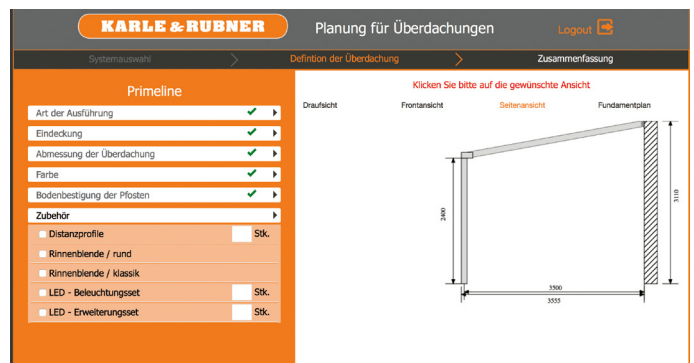 KARLE & RUBNER
Planung für Überdachungen
Logout
Systemauswahl
Defintion der Überdachung
Zusammenfassung
Primeline
Art der Ausführung
Eindeckung
Abmessung der Überdachung
Farbe
Bodenbestigung der Pfosten
Zubehör
Distanzprofile Stk.
Rinnenblende / rund
Rinnenblende / klassik
LED - Beleuchtungsset Stk.
LED - Erweiterungsset Stk.
Klicken Sie bitte auf die gewünschte Ansicht
Draufsicht Frontansicht Seitenansicht Fundamentplan
2400
3110
3500
3555